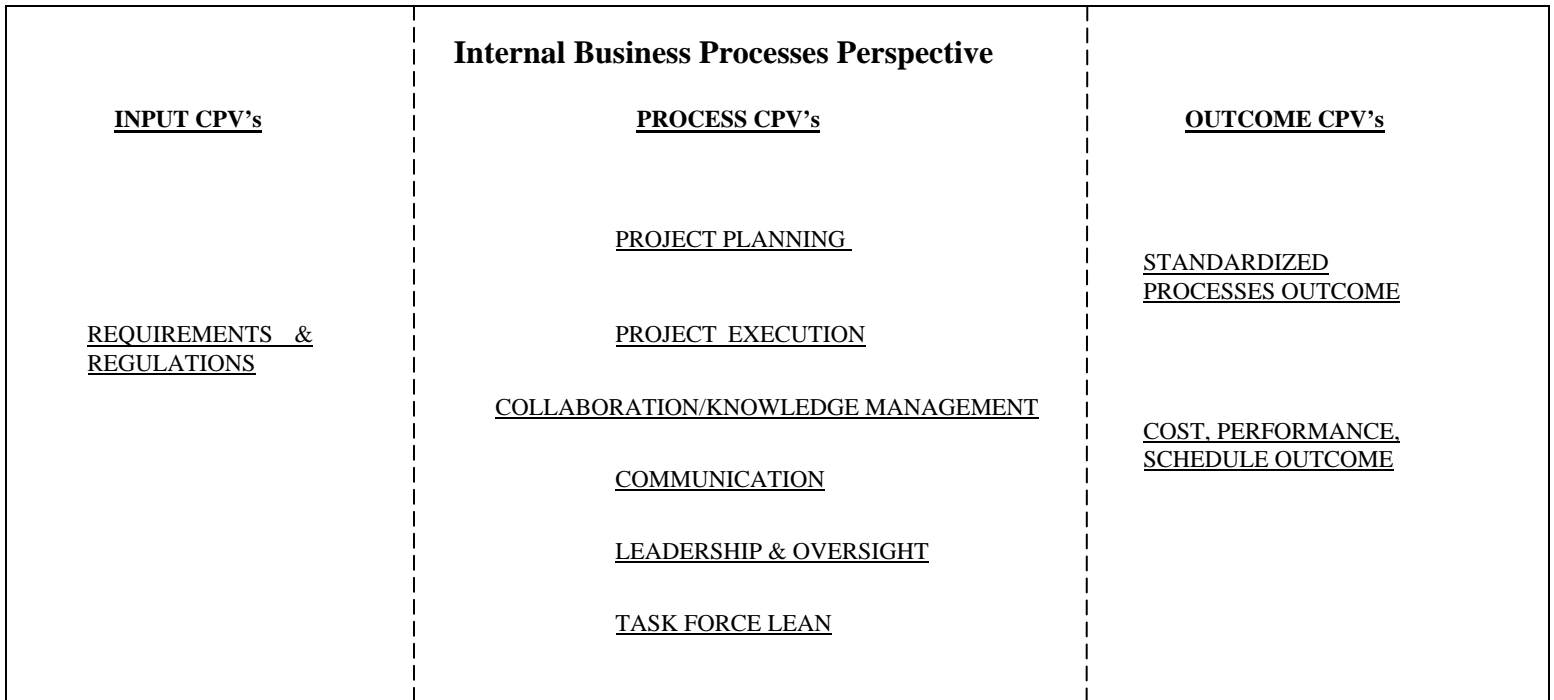 Internal Business Processes Perspective
INPUT CPV's
PROCESS CPV's
OUTCOME CPV's
REQUIREMENTS & 
REGULATIONS
PROJECT PLANNING
PROJECT EXECUTION
COLLABORATION/KNOWLEDGE MANAGEMENT
COMMUNICATION
LEADERSHIP & OVERSIGHT
TASK FORCE LEAN
STANDARDIZED
PROCESSES OUTCOME
COST, PERFORMANCE,
SCHEDULE OUTCOME